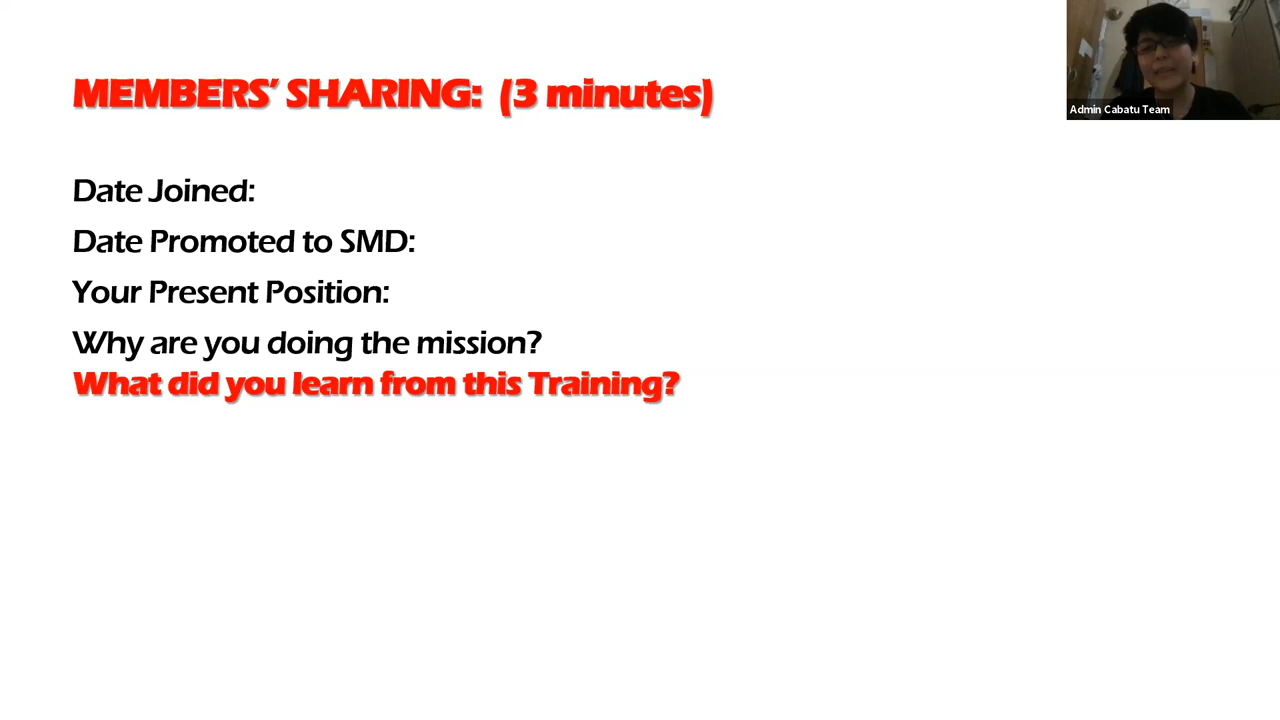 MEMBERS' SHARING: (3 minutes)
Admin Cabatu Team
Date Joined:
Date Promoted to SMD:
Your Present Position:
Why are you doing the mission?
What did you learn from this Training?